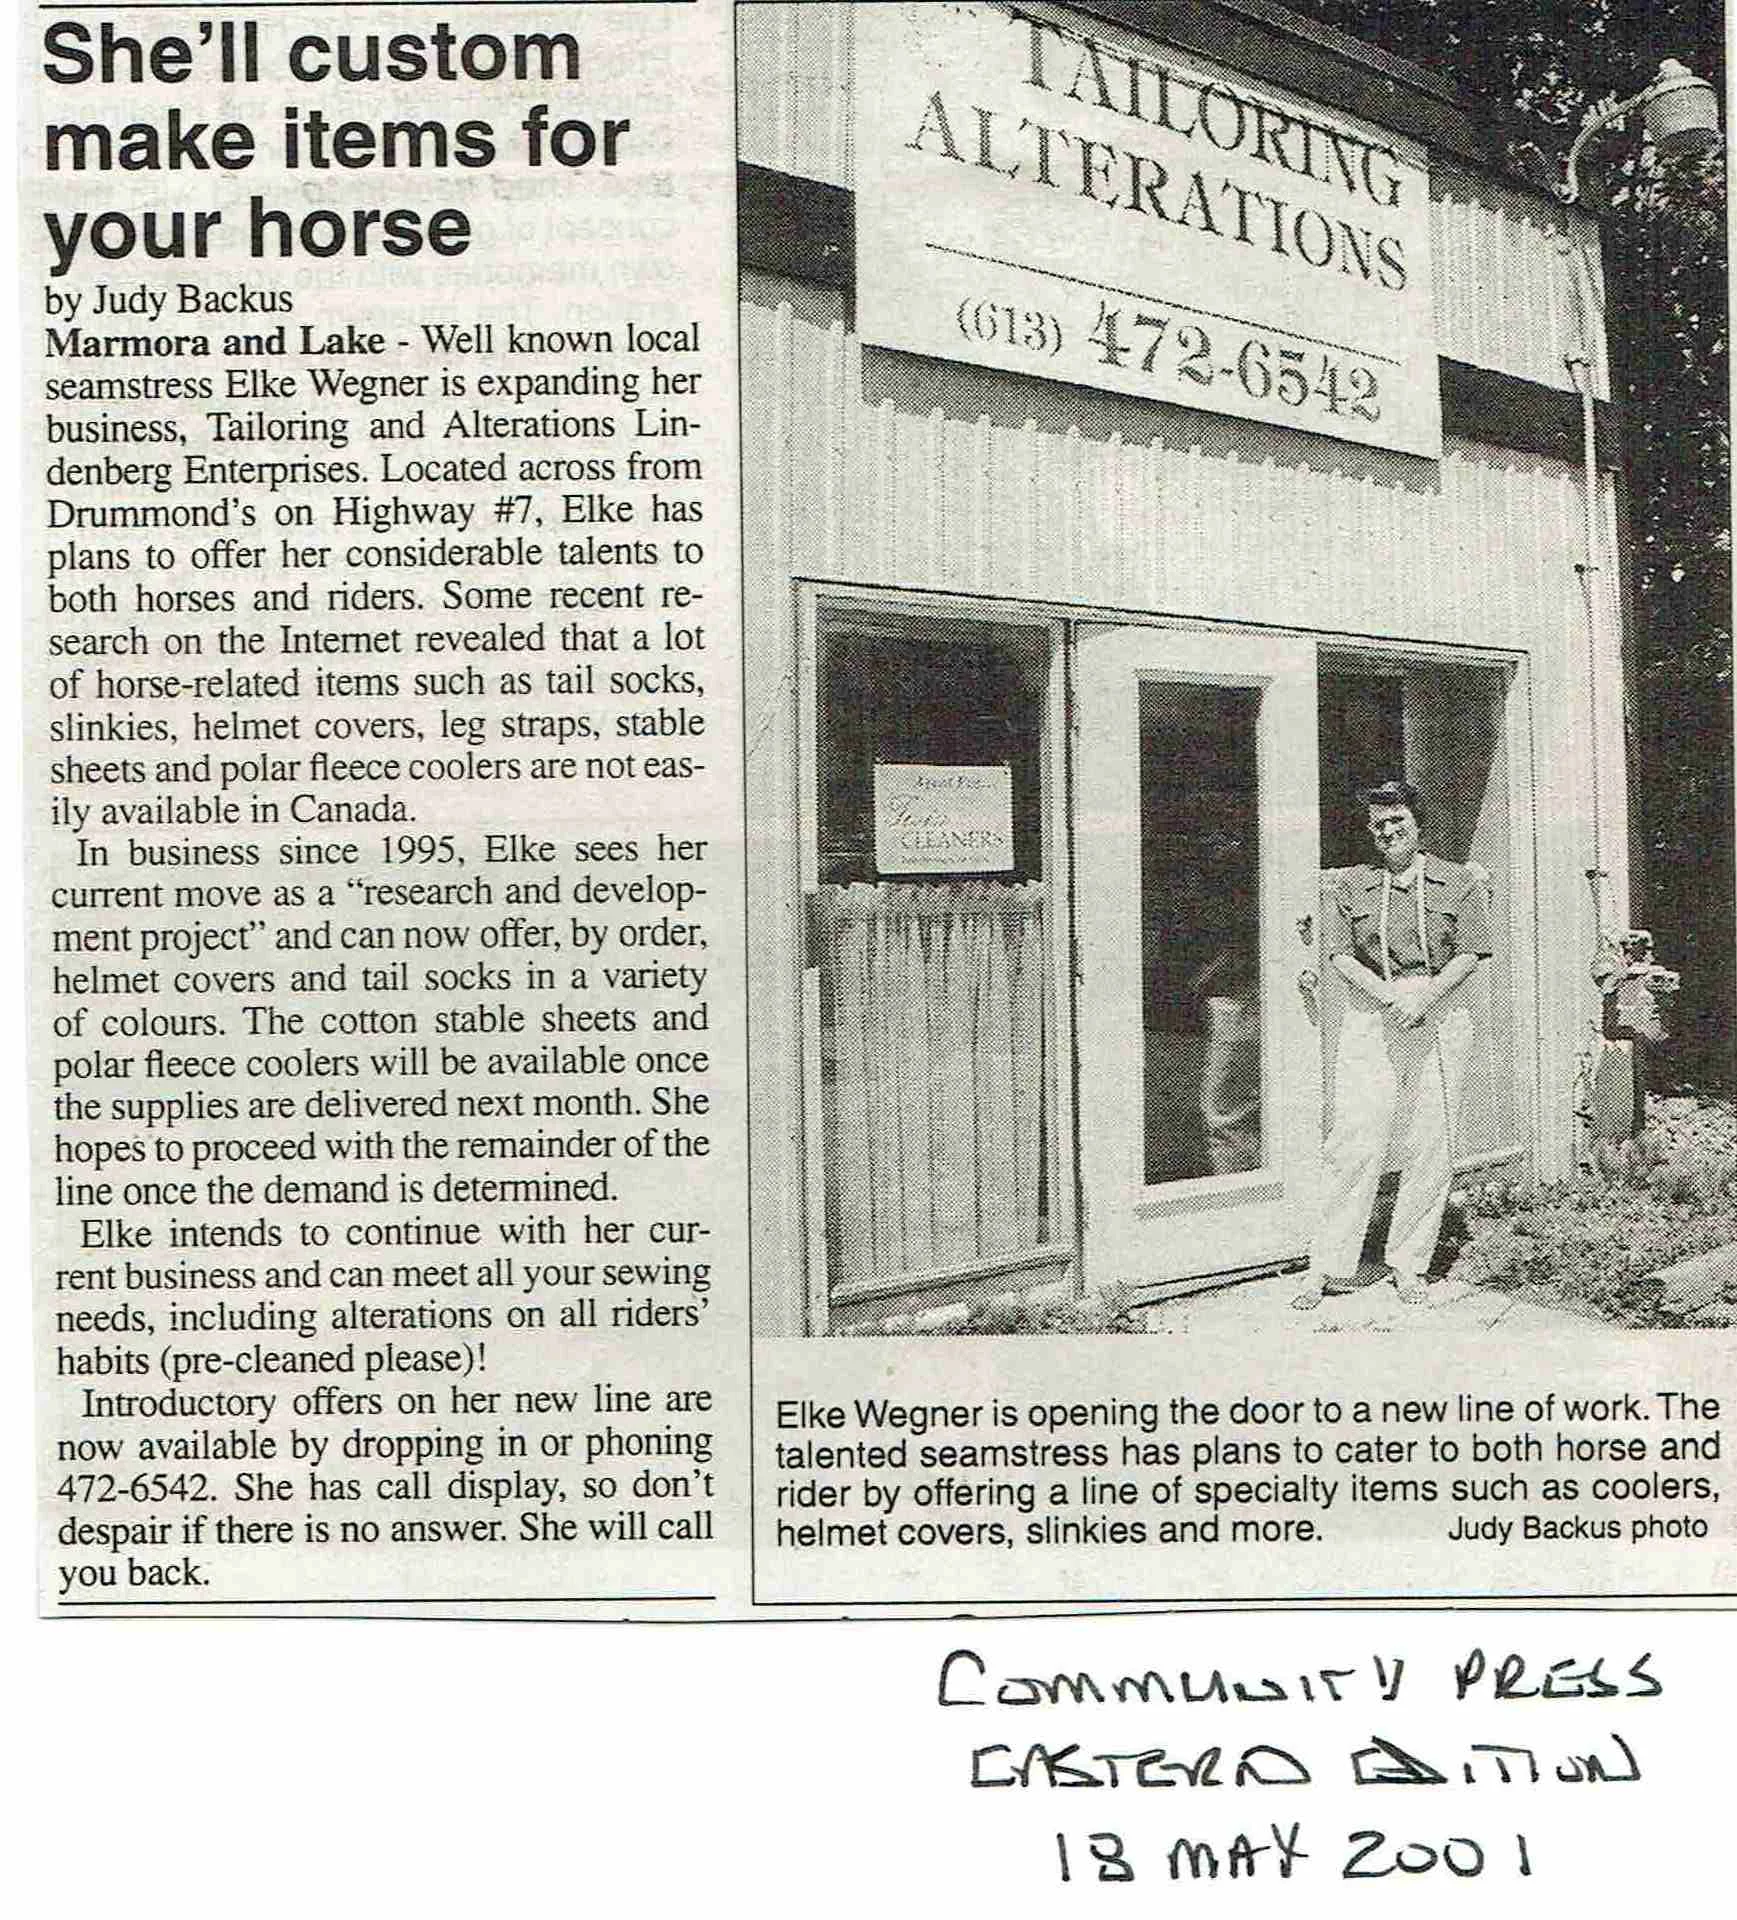 She'll custom
make items for
your horse
by Judy Backus
Marmora and Lake - Well known local
seamstress Elke Wegner is expanding her
business, Tailoring and Alterations Lin-
denberg Enterprises. Located across from
Drummond's on Highway #7, Elke has
plans to offer her considerable talents to
both horses and riders. Some recent re-
search on the Internet revealed that a lot
of horse-related items such as tail socks,
slinkies, helmet covers, leg straps, stable
sheets and polar fleece coolers are not eas-
ily available in Canada.
In business since 1995, Elke sees her
current move as a “research and develop-
ment project” and can now offer, by order,
helmet covers and tail socks in a variety
of colours. The cotton stable sheets and
polar fleece coolers will be available once
the supplies are delivered next month. She
hopes to proceed with the remainder of the
line once the demand is determined.
Elke intends to continue with her cur-
rent business and can meet all your sewing
needs, including alterations on all riders'
habits (pre-cleaned please)!
Introductory offers on her new line are
now available by dropping in or phoning
472-6542. She has call display, so don't
despair if there is no answer. She will call
you back.
TAILORING
ALTERATIONS
(613) 472-6542
CLEANERS
Elke Wegner is opening the door to a new line of work. The
talented seamstress has plans to cater to both horse and
rider by offering a line of specialty items such as coolers,
helmet covers, slinkies and more. Judy Backus photo
COMMUNITY PRESS
EASTERN EDITION
18 MAY 2001